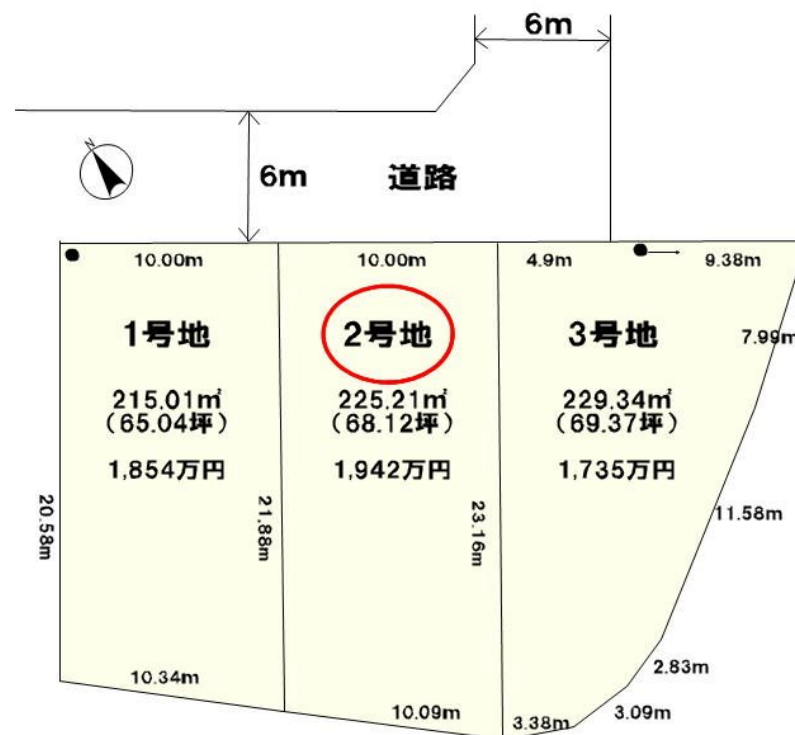 6m
N
6m
道路
10.00m
10.00m
4.9m
9.38m
1号地
2号地
3号地
7.99m
215.01㎡
(65.04坪)
1,854万円
225.21㎡
(68.12坪)
1,942万円
229.34㎡
(69.37坪)
1,735万円
20.58m
21.88m
23.16m
11.58m
10.34m
10.09m
3.38m
3.09m
2.83m